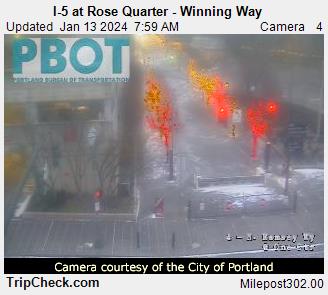 I-5 at Rose Quarter - Winning Way
Updated Jan 13 2024 7:59 AM Camera 4
PBOT
PORTLAND BUREAU OF TRANSPORTATION
Camera courtesy of the City of Portland
TripCheck.com Milepost302.00